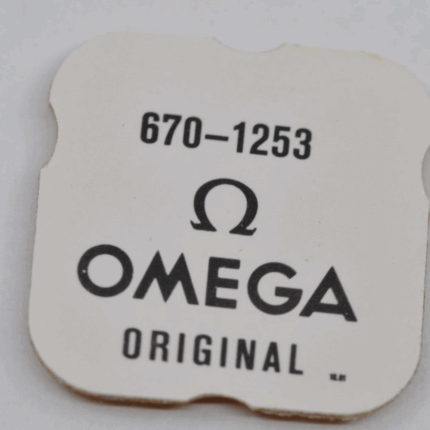 670-1253
Ω
OMEGA
ORIGINAL